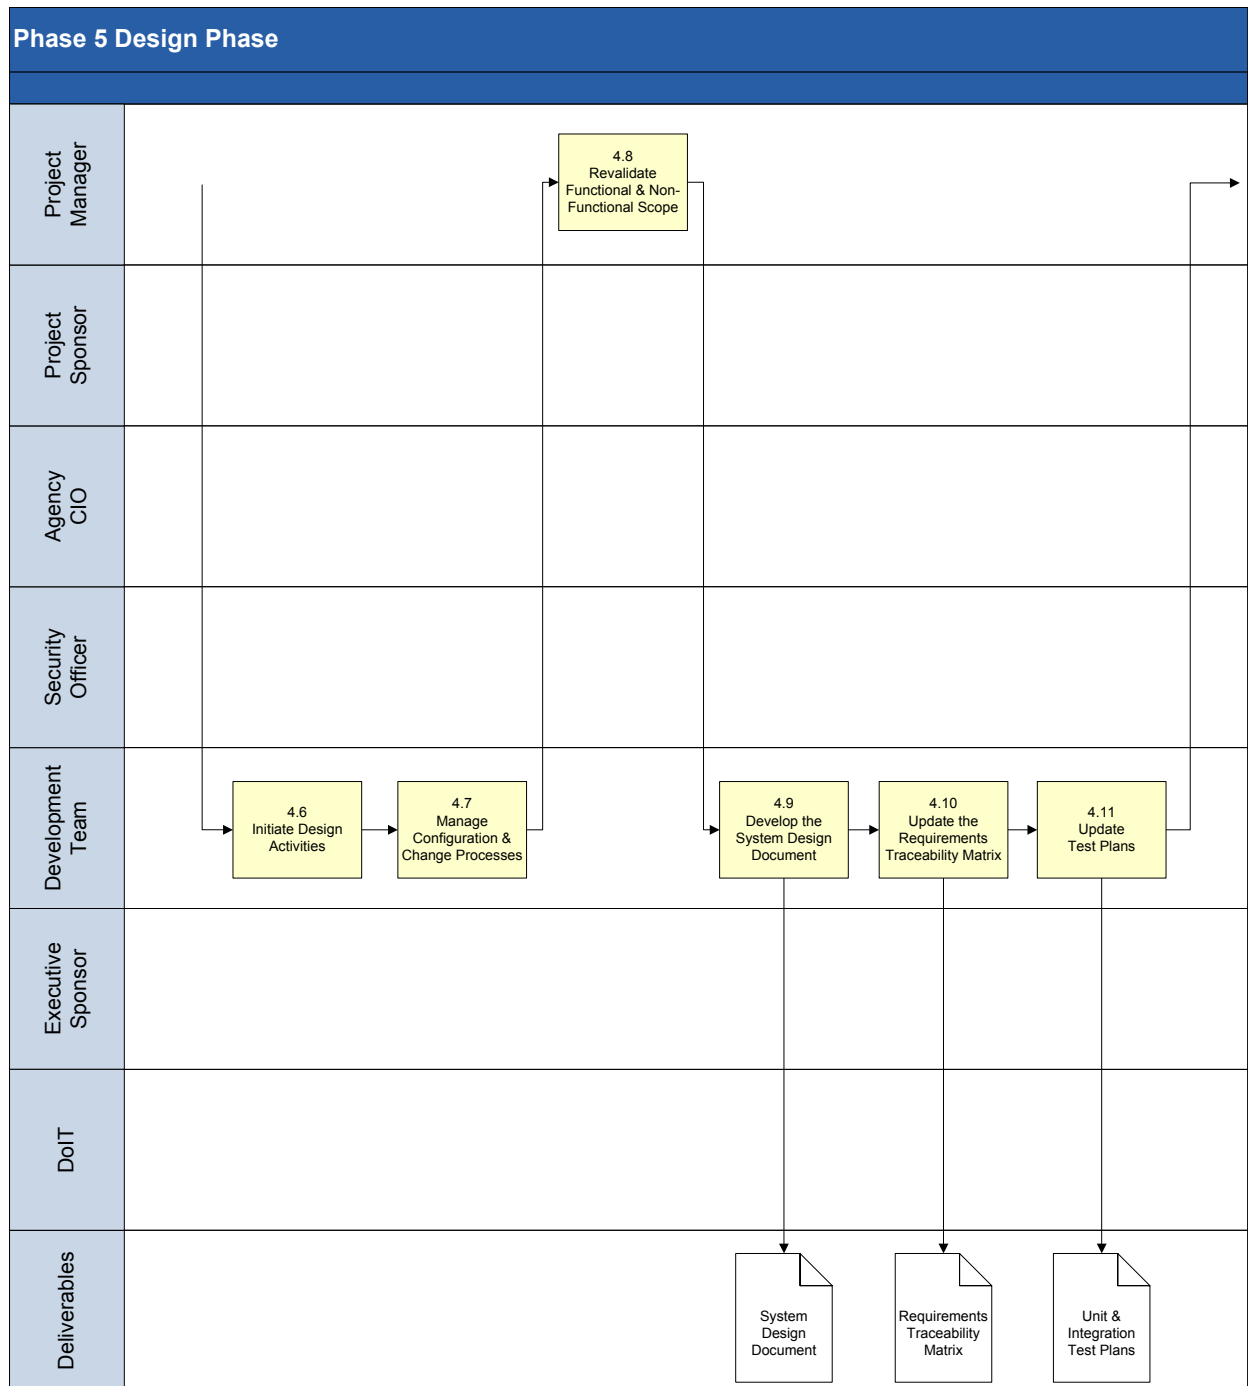 Phase 5 Design Phase
Project
Manager
4.8
Revalidate
Functional & Non-
Functional Scope
Project
Sponsor
Agency
CIO
Security
Officer
Development
Team
4.6
Initiate Design
Activities
4.7
Manage
Configuration &
Change Processes
4.9
Develop the
System Design
Document
4.10
Update the
Requirements
Traceability Matrix
4.11
Update
Test Plans
Executive
Sponsor
DoIT
Deliverables
System
Design
Document
Requirements
Traceability
Matrix
Unit &
Integration
Test Plans